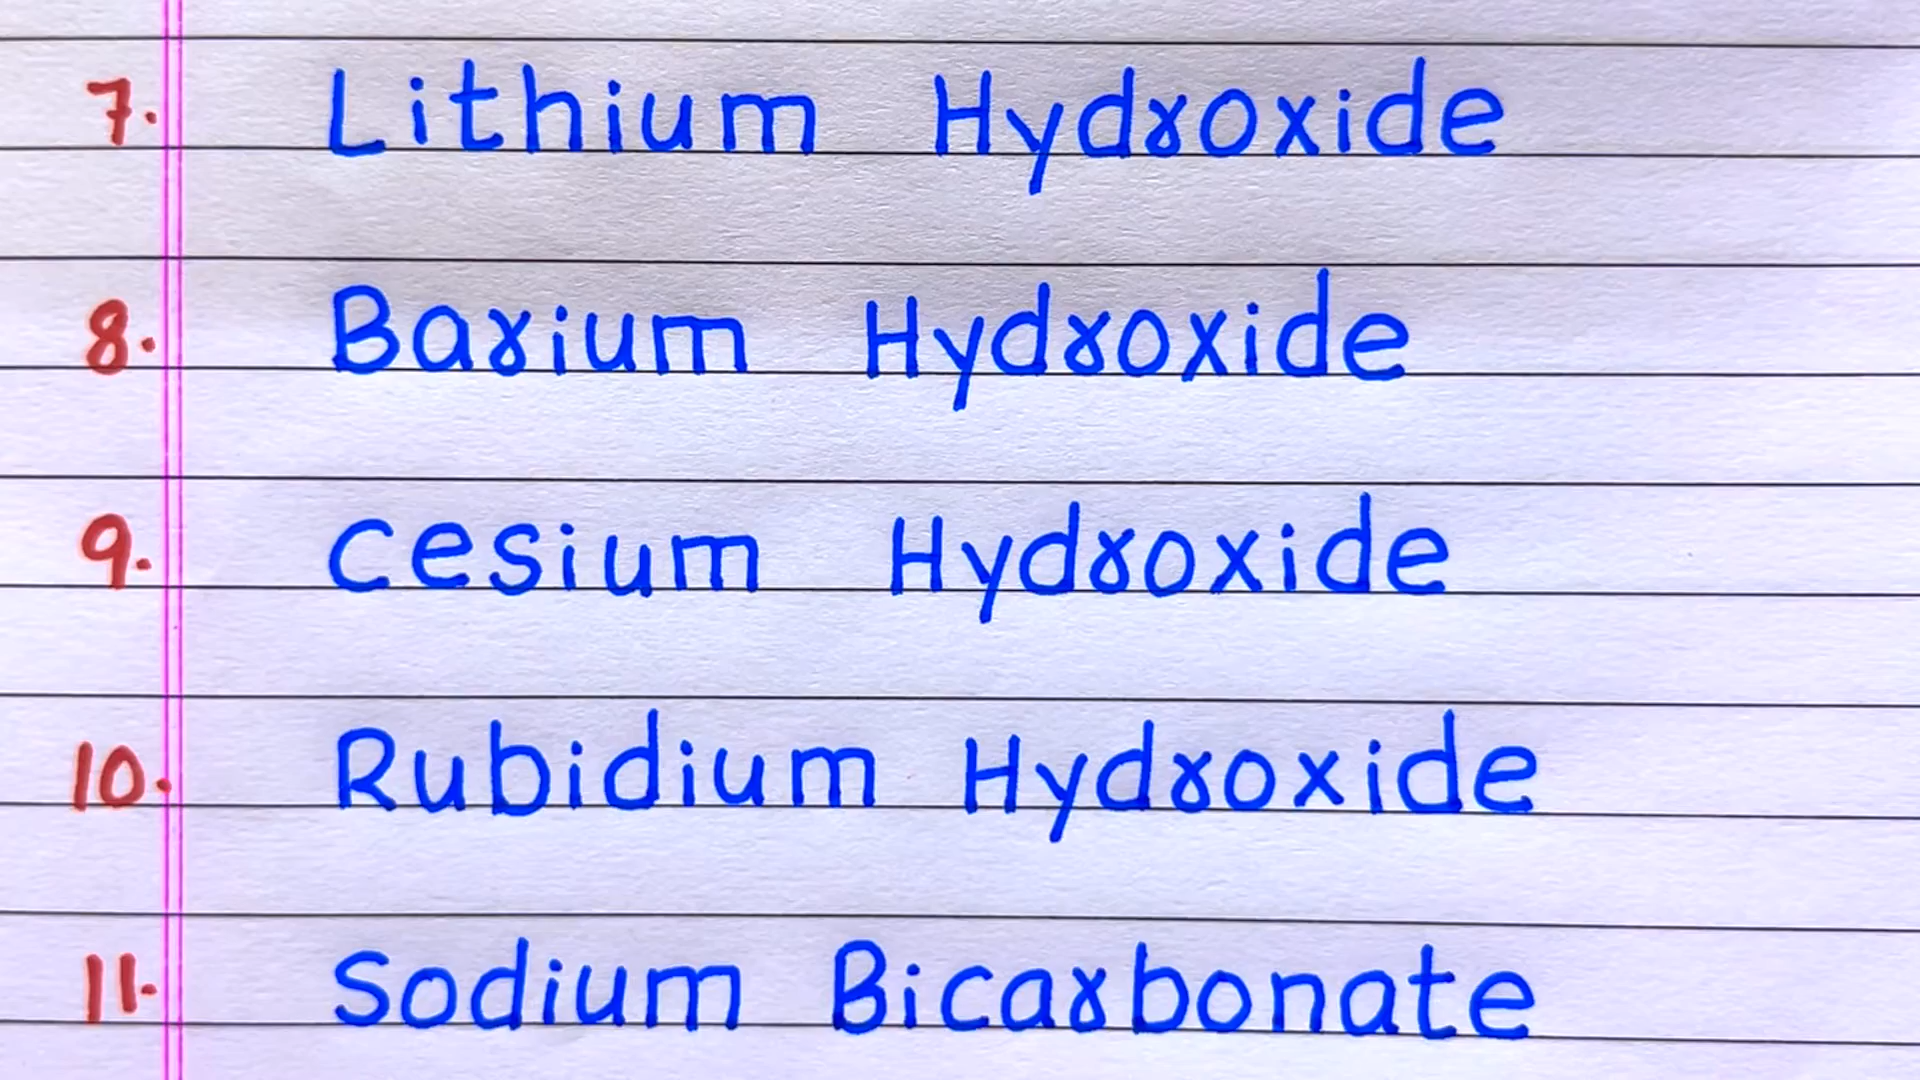 7. Lithium Hydroxide
8. Barium Hydroxide
9. Cesium Hydroxide
10. Rubidium Hydroxide
11. Sodium Bicarbonate